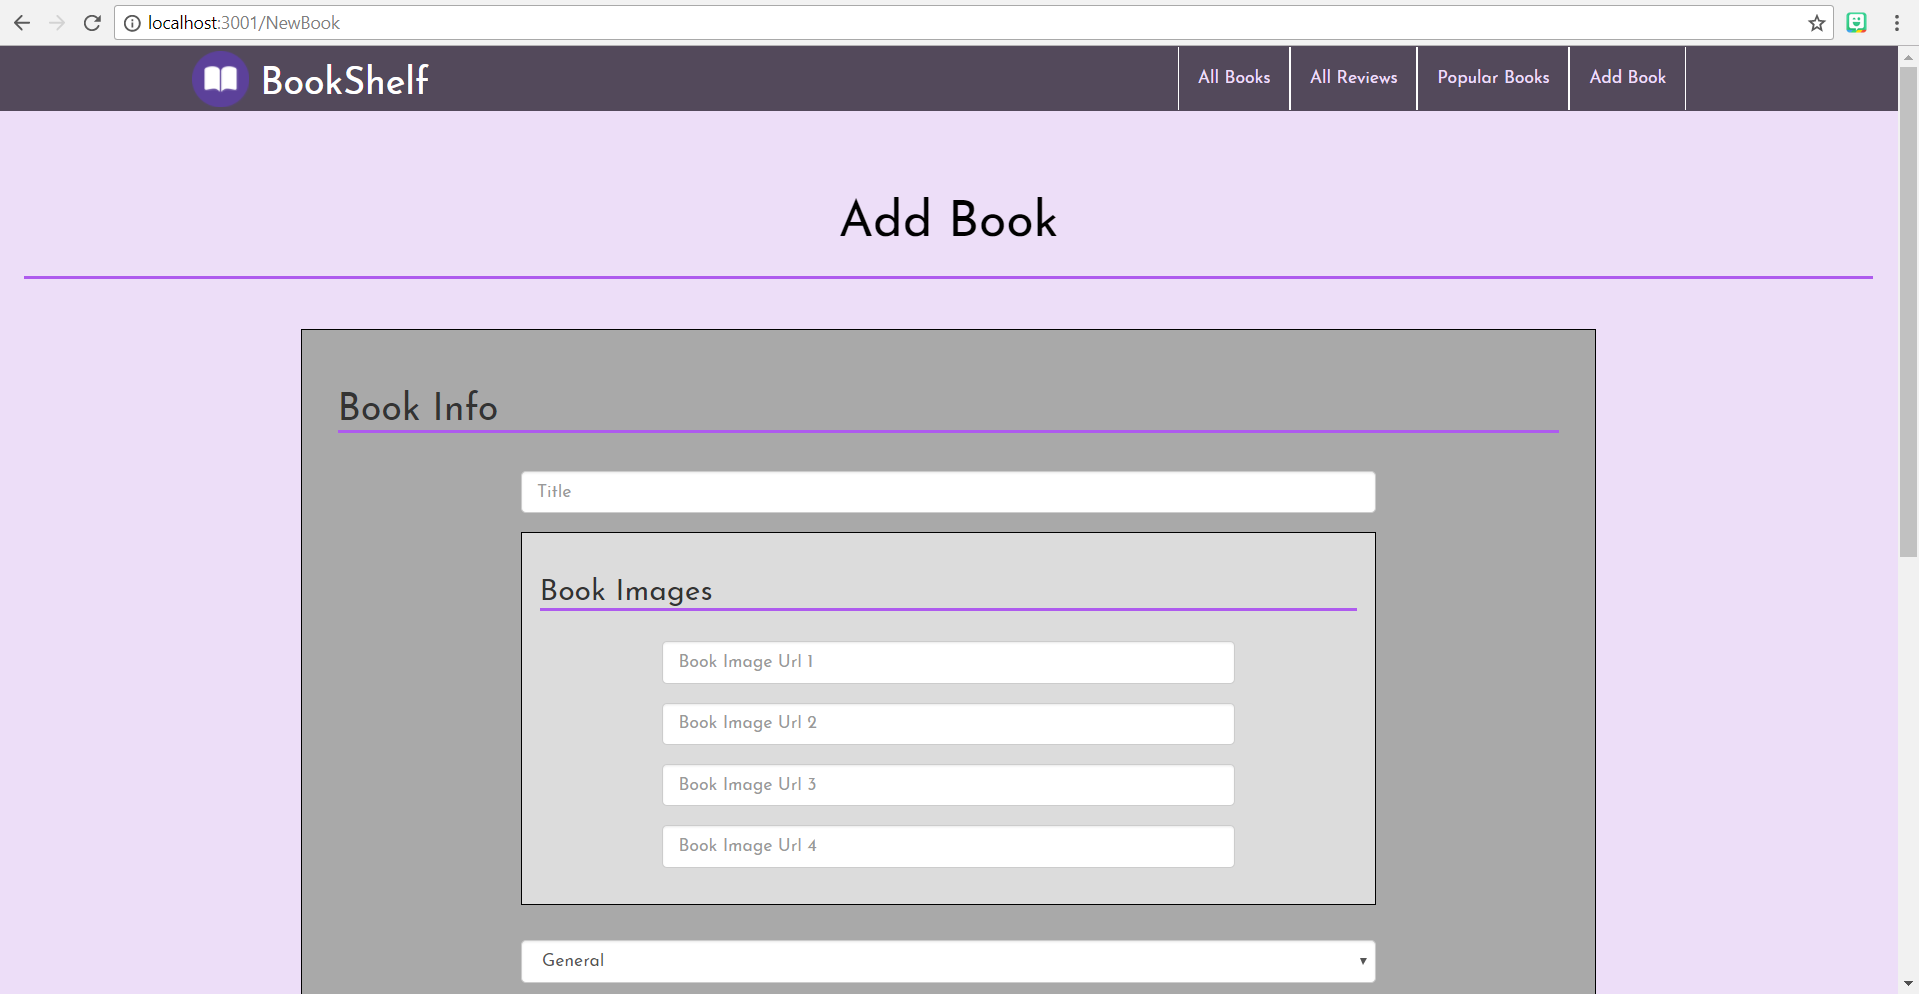 localhost:3001/NewBook
BookShelf
All Books
All Reviews
Popular Books
Add Book
Add Book
Book Info
Title
Book Images
Book Image Url 1
Book Image Url 2
Book Image Url 3
Book Image Url 4
General